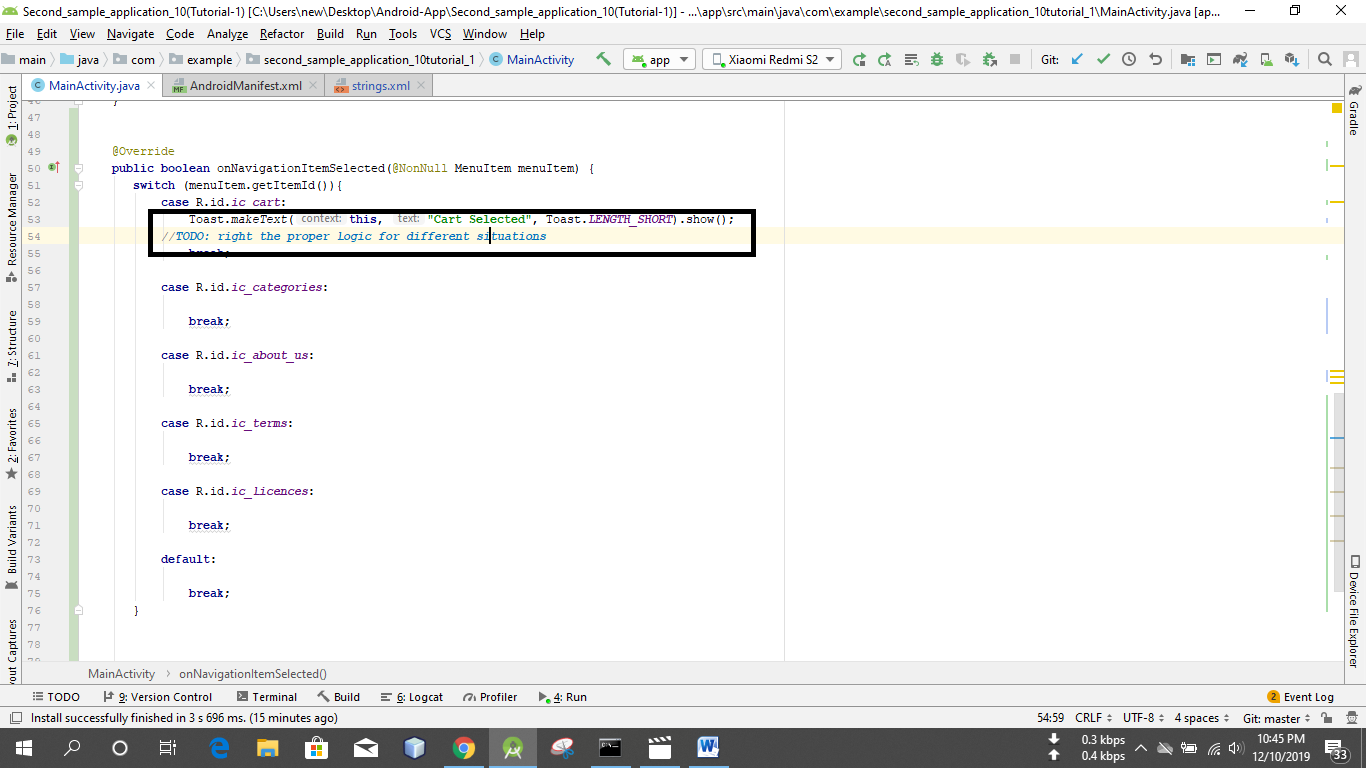 Second_sample_application_10(Tutorial-1) [C:\Users\new\Desktop\Android-App\Second_sample_application_10(Tutorial-1)] - ...\app\src\main\java\com\example\second_sample_application_10tutorial_1\MainActivity.java [ap...
File Edit View Navigate Code Analyze Refactor Build Run Tools VCS Window Help
main java com example second_sample_application_10tutorial_1 MainActivity app Xiaomi Redmi S2 Git:
MainActivity.java AndroidManifest.xml strings.xml
1: Project
Resource Manager
7: Structure
2: Favorites
Build Variants
yout Captures
Gradle
Device File Explorer
46 }
47
48
49 @Override
50 public boolean onNavigationItemSelected(@NonNull MenuItem menuItem) {
51 switch (menuItem.getItemId()){
52 case R.id.ic_cart:
53 Toast.makeText( context: this, text: "Cart Selected", Toast.LENGTH_SHORT).show();
54 //TODO: right the proper logic for different situations
55 break;
56
57 case R.id.ic_categories:
58
59 break;
60
61 case R.id.ic_about_us:
62
63 break;
64
65 case R.id.ic_terms:
66
67 break;
68
69 case R.id.ic_licences:
70
71 break;
72
73 default:
74
75 break;
76 }
77
78
79
MainActivity onNavigationItemSelected()
TODO 9: Version Control Terminal Build 6: Logcat Profiler 4: Run 2 Event Log
Install successfully finished in 3 s 696 ms. (15 minutes ago) 54:59 CRLF UTF-8 4 spaces Git: master
0.3 kbps
0.4 kbps
10:45 PM
12/10/2019
33